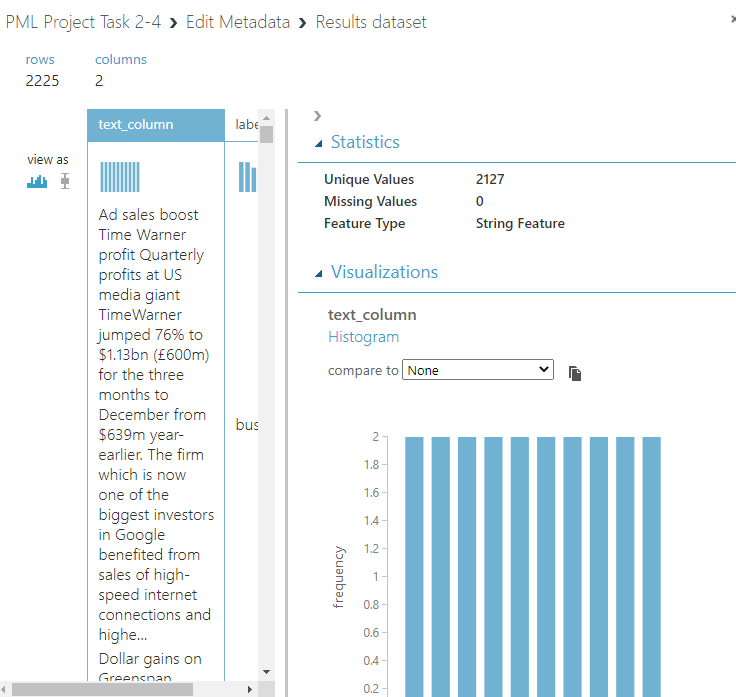 PML Project Task 2-4 › Edit Metadata › Results dataset
rows
columns
2225
2
text_column
labe
view as
Ad sales boost
Time Warner
profit Quarterly
profits at US
media giant
TimeWarner
jumped 76% to
$1.13bn (£600m)
for the three
months to
December from
$639m year-
earlier. The firm
which is now
one of the
biggest investors
in Google
benefited from
sales of high-
speed internet
connections and
highe...
Dollar gains on
Greenspan
bus
Statistics
Unique Values 2127
Missing Values 0
Feature Type String Feature
Visualizations
text_column
Histogram
compare to None
frequency
2
1.8
1.6
1.4
1.2
1
0.8
0.6
0.4
0.2